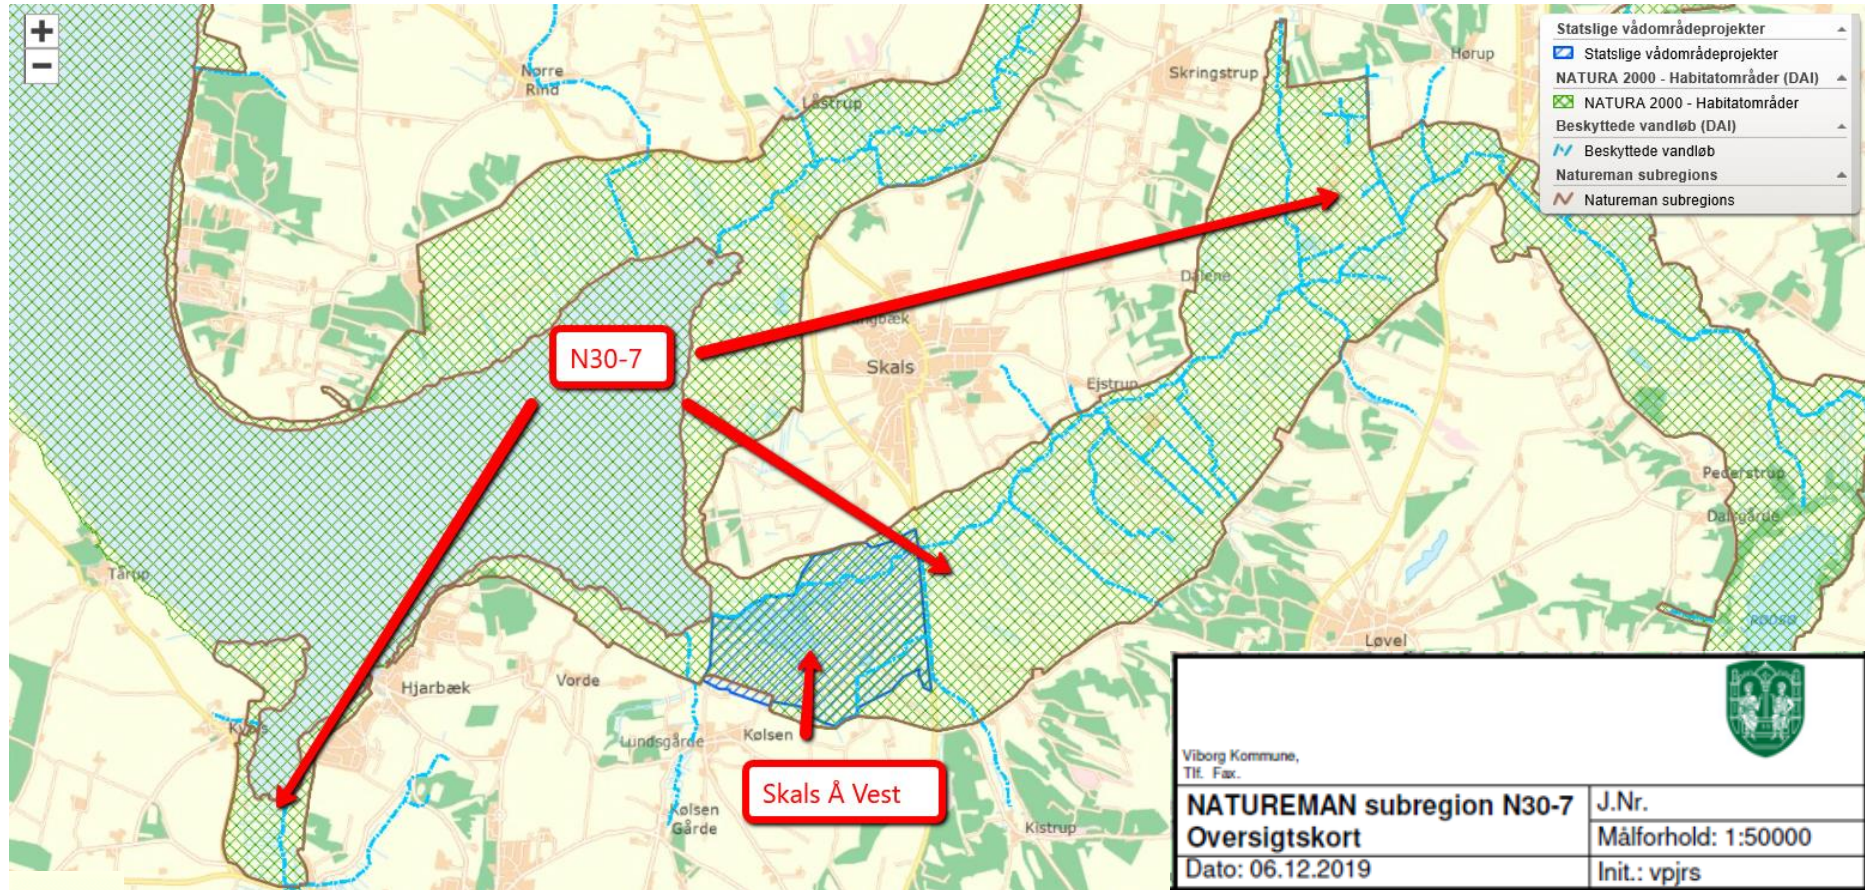 +
−
Statslige vådområdeprojekter
Statslige vådområdeprojekter
NATURA 2000 - Habitatområder (DAI)
NATURA 2000 - Habitatområder
Beskyttede vandløb (DAI)
Beskyttede vandløb
Natureman subregions
Natureman subregions
Hørup
Skringstrup
Nørre
Rind
Låstrup
Dalene
N30-7
Skals
Ejstrup
Pederstrup
Tårup
Løvel
RØDSØ
Hjarbæk
Vorde
Lundsgårde
Kølsen
Skals Å Vest
Kølsen
Gårde
Kistrup
Viborg Kommune,
Tlf. Fax.
NATUREMAN subregion N30-7
Oversigtskort
Dato: 06.12.2019
J.Nr.
Målforhold: 1:50000
Init.: vpjrs